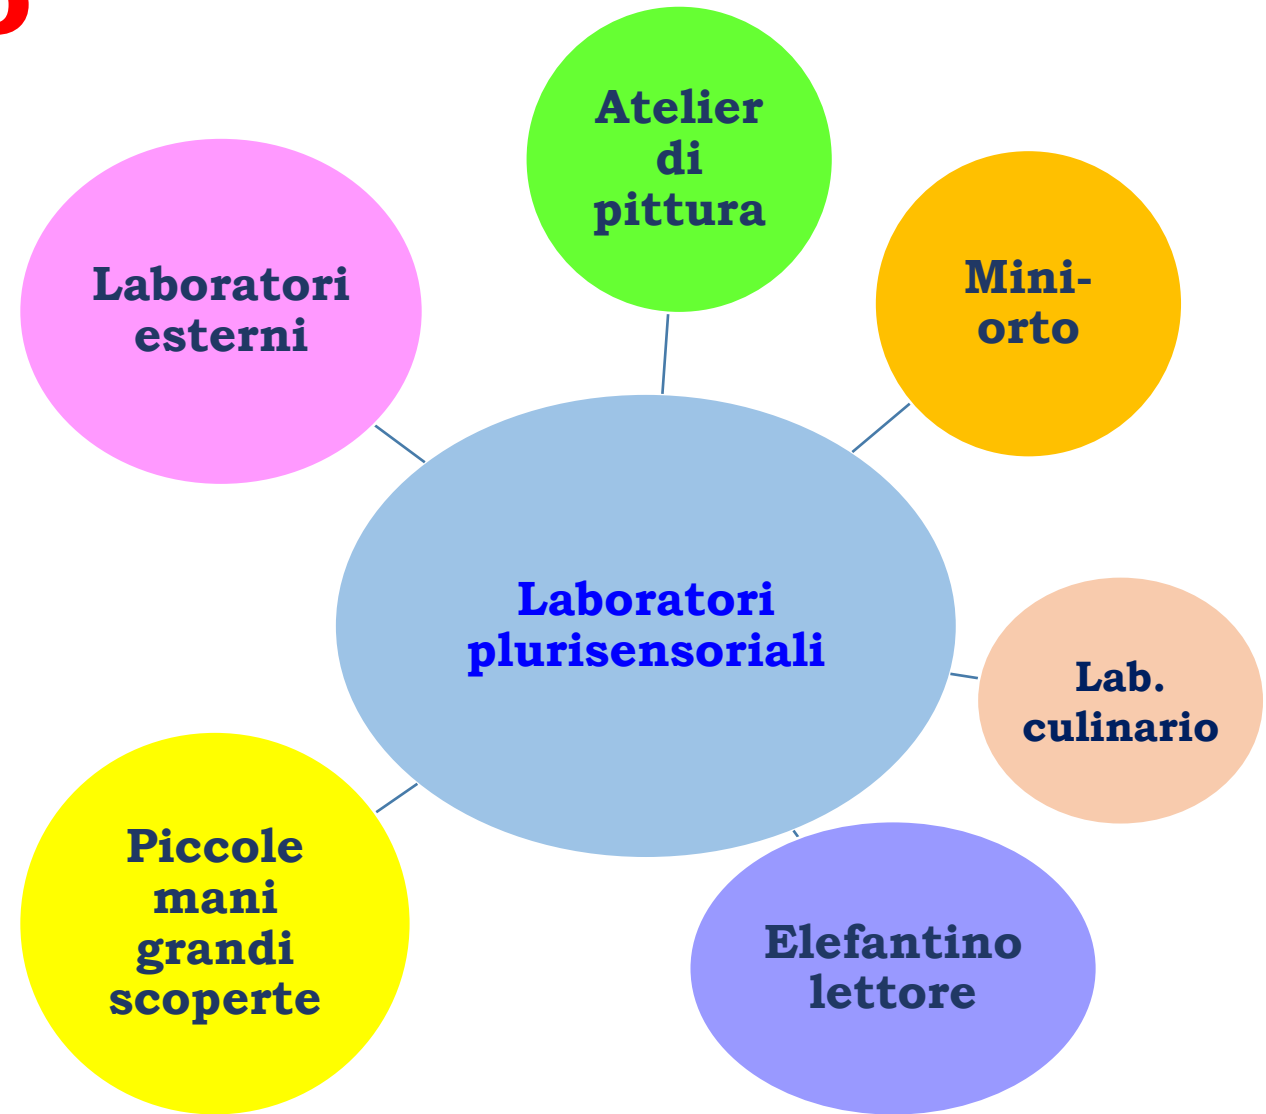 Atelier
di
pittura
Mini-
orto
Laboratori
esterni
Laboratori
plurisensoriali
Lab.
culinario
Piccole
mani
grandi
scoperte
Elefantino
lettore